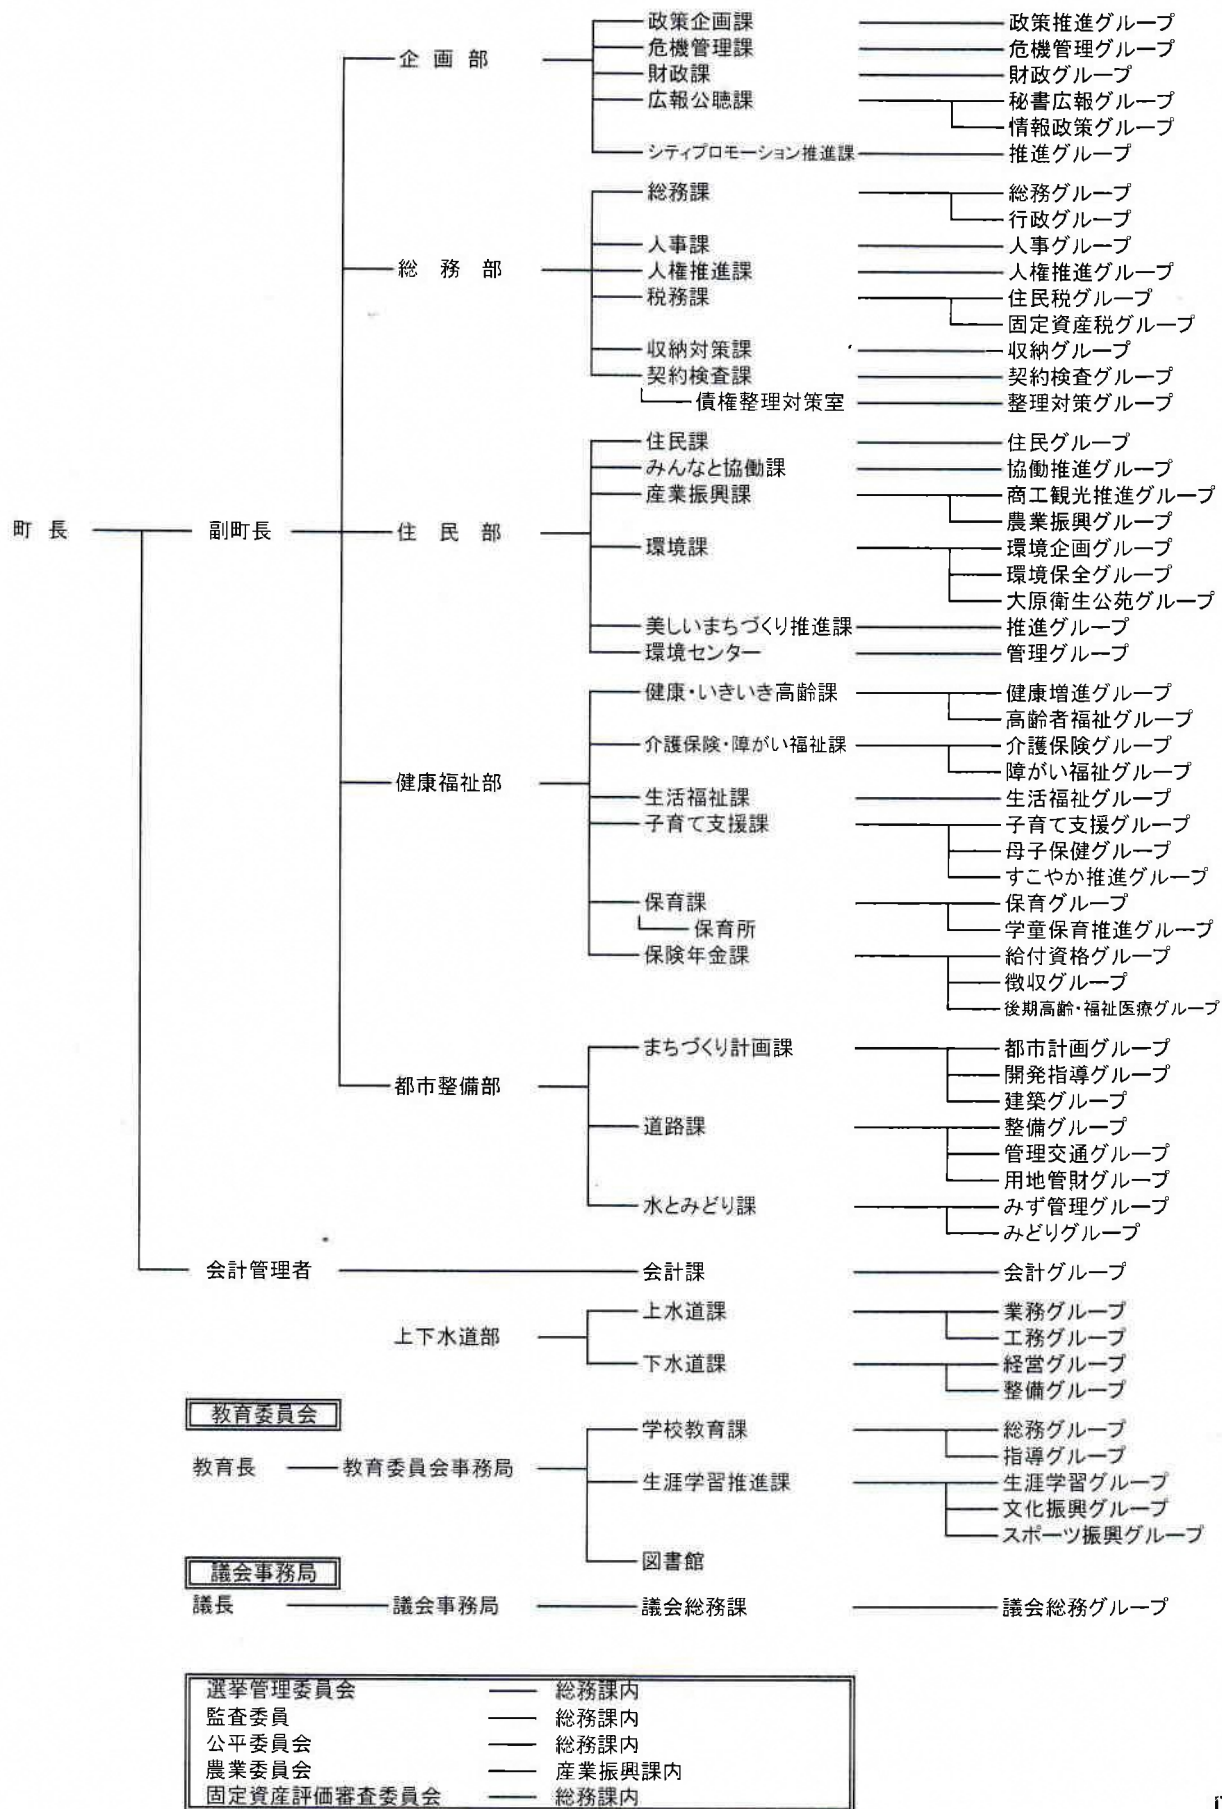 政策企画課 政策推進グループ
危機管理課 危機管理グループ
企画部 財政課 財政グループ
広報公聴課 秘書広報グループ
情報政策グループ
シティプロモーション推進課 推進グループ
総務課 総務グループ
行政グループ
人事課 人事グループ
総務部 人権推進課 人権推進グループ
税務課 住民税グループ
固定資産税グループ
収納対策課 収納グループ
契約検査課 契約検査グループ
債権整理対策室 整理対策グループ
住民課 住民グループ
みんなと協働課 協働推進グループ
産業振興課 商工観光推進グループ
農業振興グループ
町長 副町長 住民部
環境課 環境企画グループ
環境保全グループ
大原衛生公苑グループ
美しいまちづくり推進課 推進グループ
環境センター 管理グループ
健康・いきいき高齢課 健康増進グループ
高齢者福祉グループ
介護保険・障がい福祉課 介護保険グループ
障がい福祉グループ
健康福祉部
生活福祉課 生活福祉グループ
子育て支援課 子育て支援グループ
母子保健グループ
すこやか推進グループ
保育課 保育グループ
保育所 学童保育推進グループ
保険年金課 給付資格グループ
徴収グループ
後期高齢・福祉医療グループ
まちづくり計画課 都市計画グループ
開発指導グループ
都市整備部
建築グループ
道路課 整備グループ
管理交通グループ
用地管財グループ
水とみどり課 みず管理グループ
みどりグループ
会計管理者 会計課 会計グループ
上水道課 業務グループ
上下水道部 工務グループ
下水道課 経営グループ
整備グループ
教育委員会
学校教育課 総務グループ
指導グループ
教育長 教育委員会事務局
生涯学習推進課 生涯学習グループ
文化振興グループ
スポーツ振興グループ
図書館
議会事務局
議長 議会事務局 議会総務課 議会総務グループ
選挙管理委員会 総務課内
監査委員 総務課内
公平委員会 総務課内
農業委員会 産業振興課内
固定資産評価審査委員会 総務課内